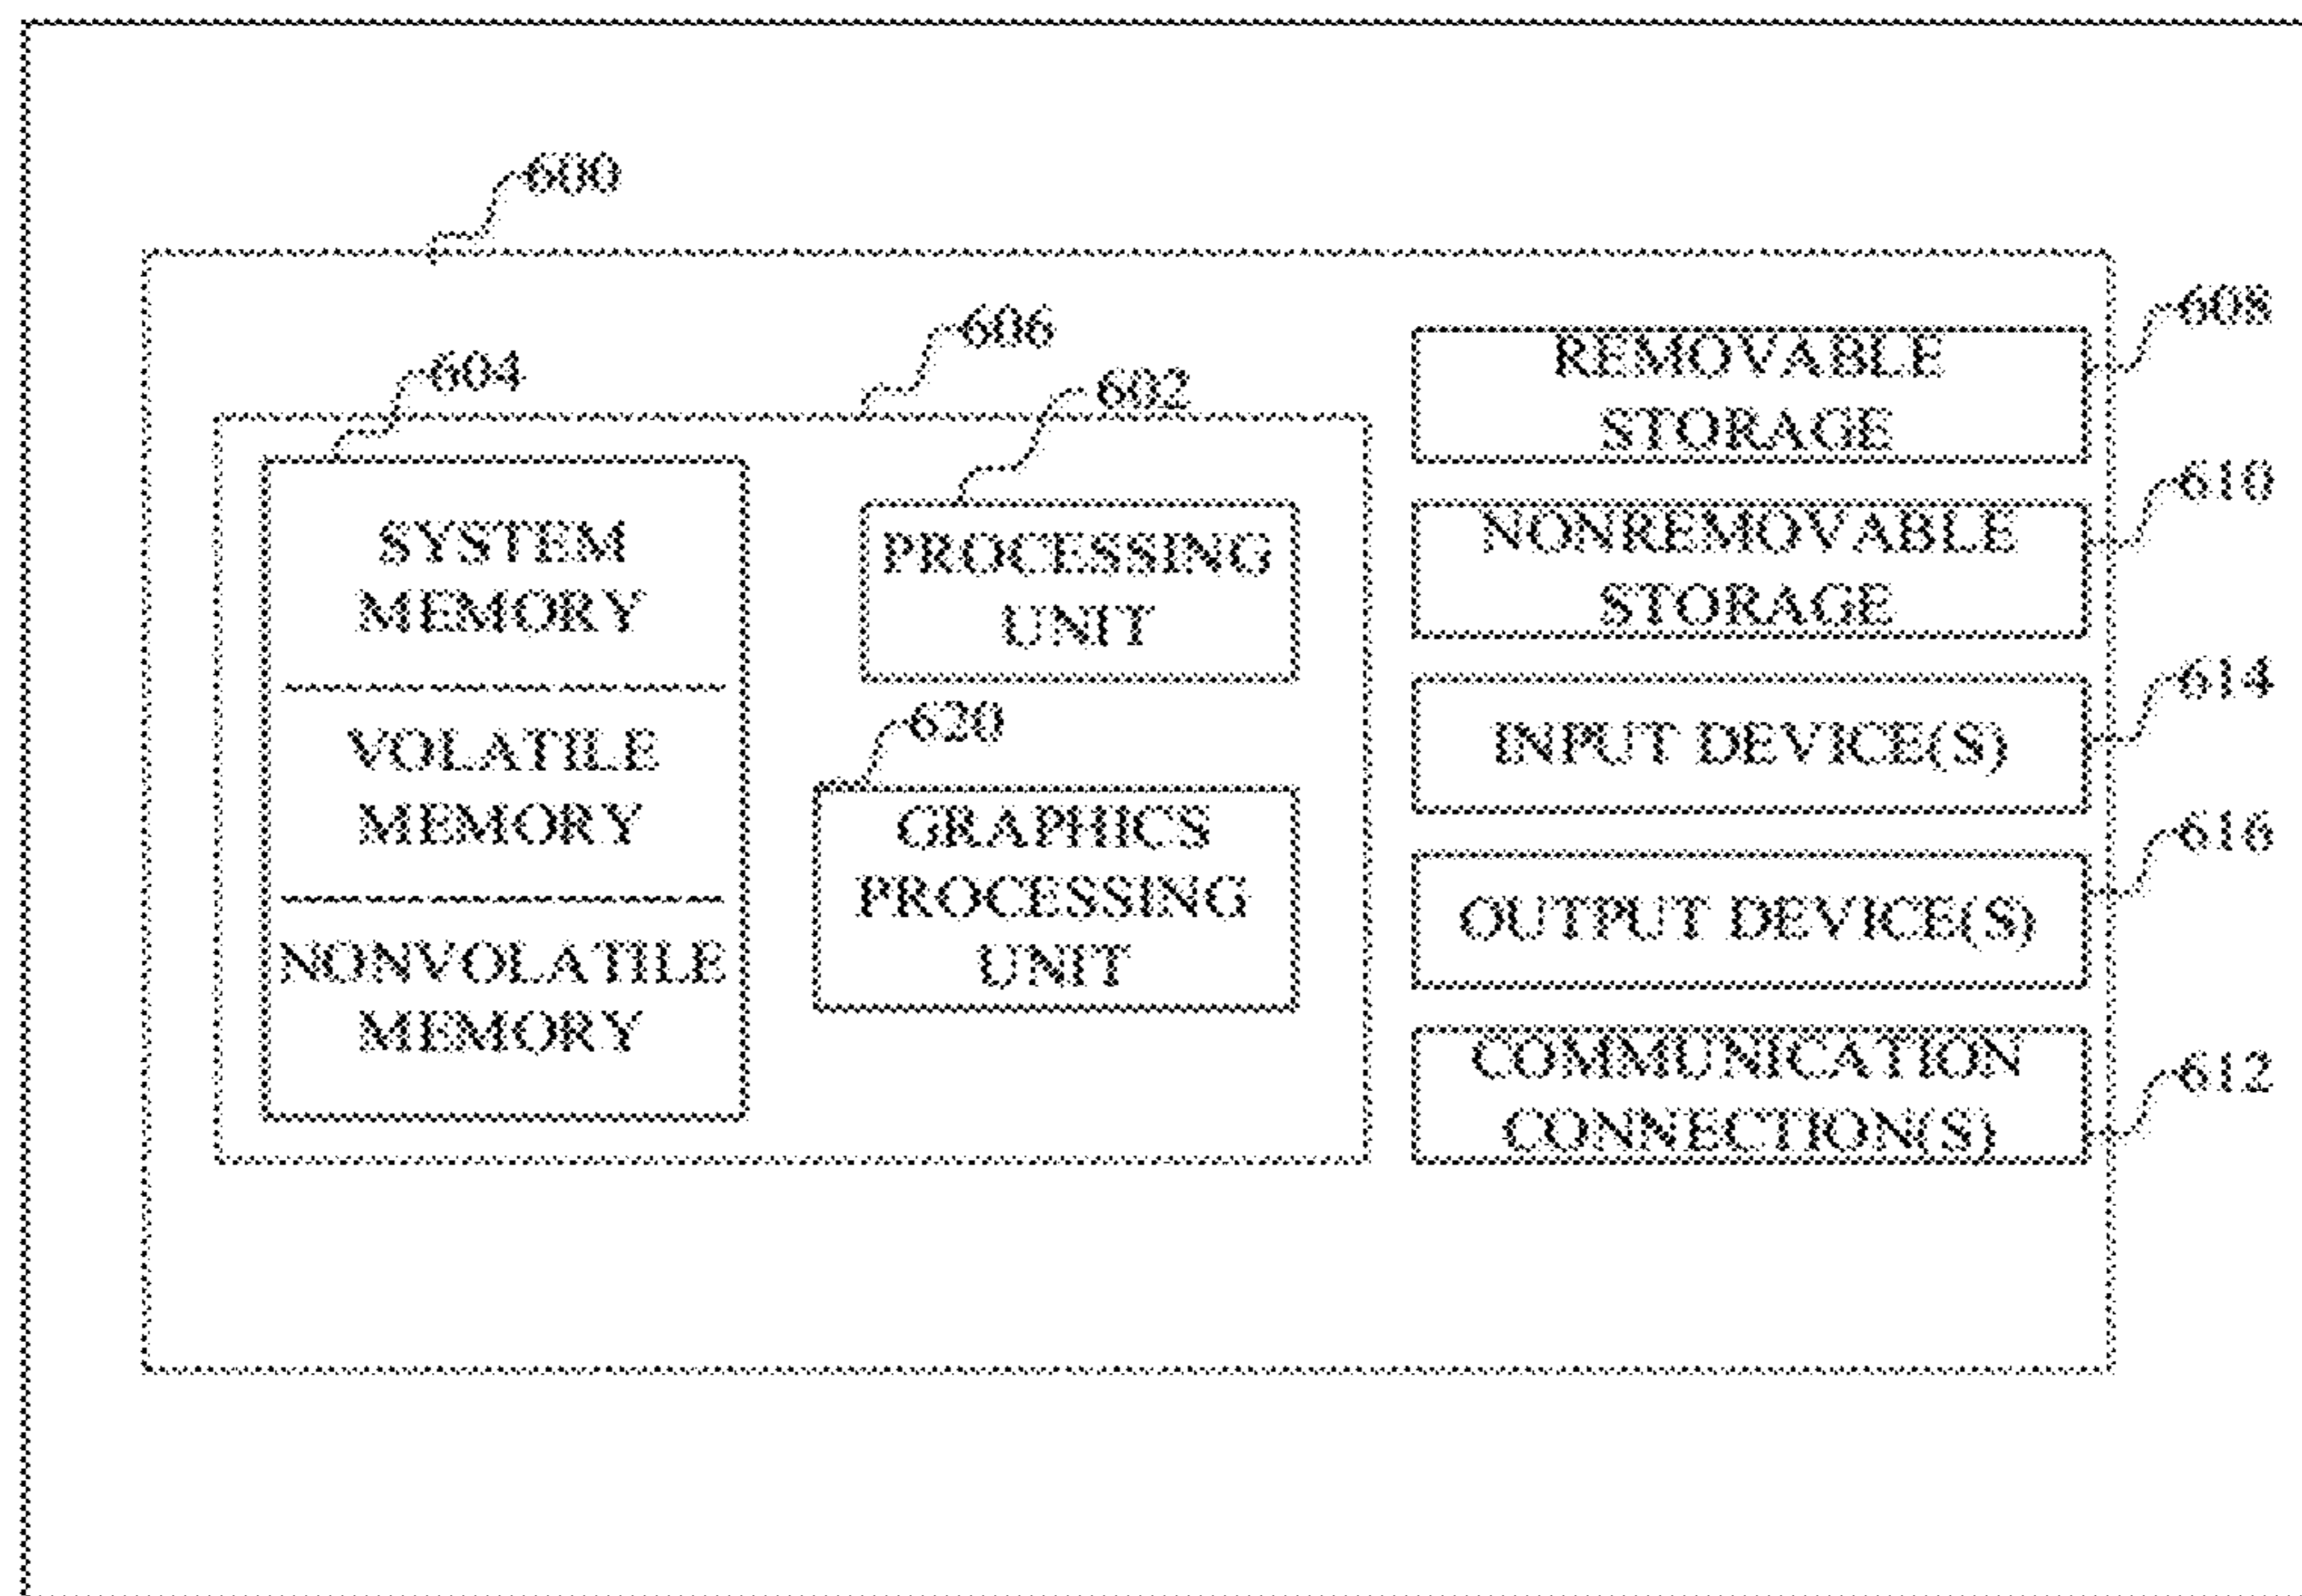 600
606
604
602
SYSTEM
MEMORY
VOLATILE
MEMORY
NONVOLATILE
MEMORY
PROCESSING
UNIT
620
GRAPHICS
PROCESSING
UNIT
608
REMOVABLE
STORAGE
610
NONREMOVABLE
STORAGE
614
INPUT DEVICE(S)
616
OUTPUT DEVICE(S)
612
COMMUNICATION
CONNECTION(S)